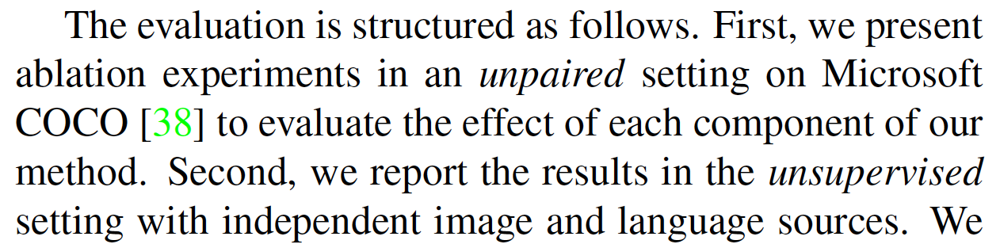 The evaluation is structured as follows. First, we present
ablation experiments in an unpaired setting on Microsoft
COCO [38] to evaluate the effect of each component of our
method. Second, we report the results in the unsupervised
setting with independent image and language sources. We